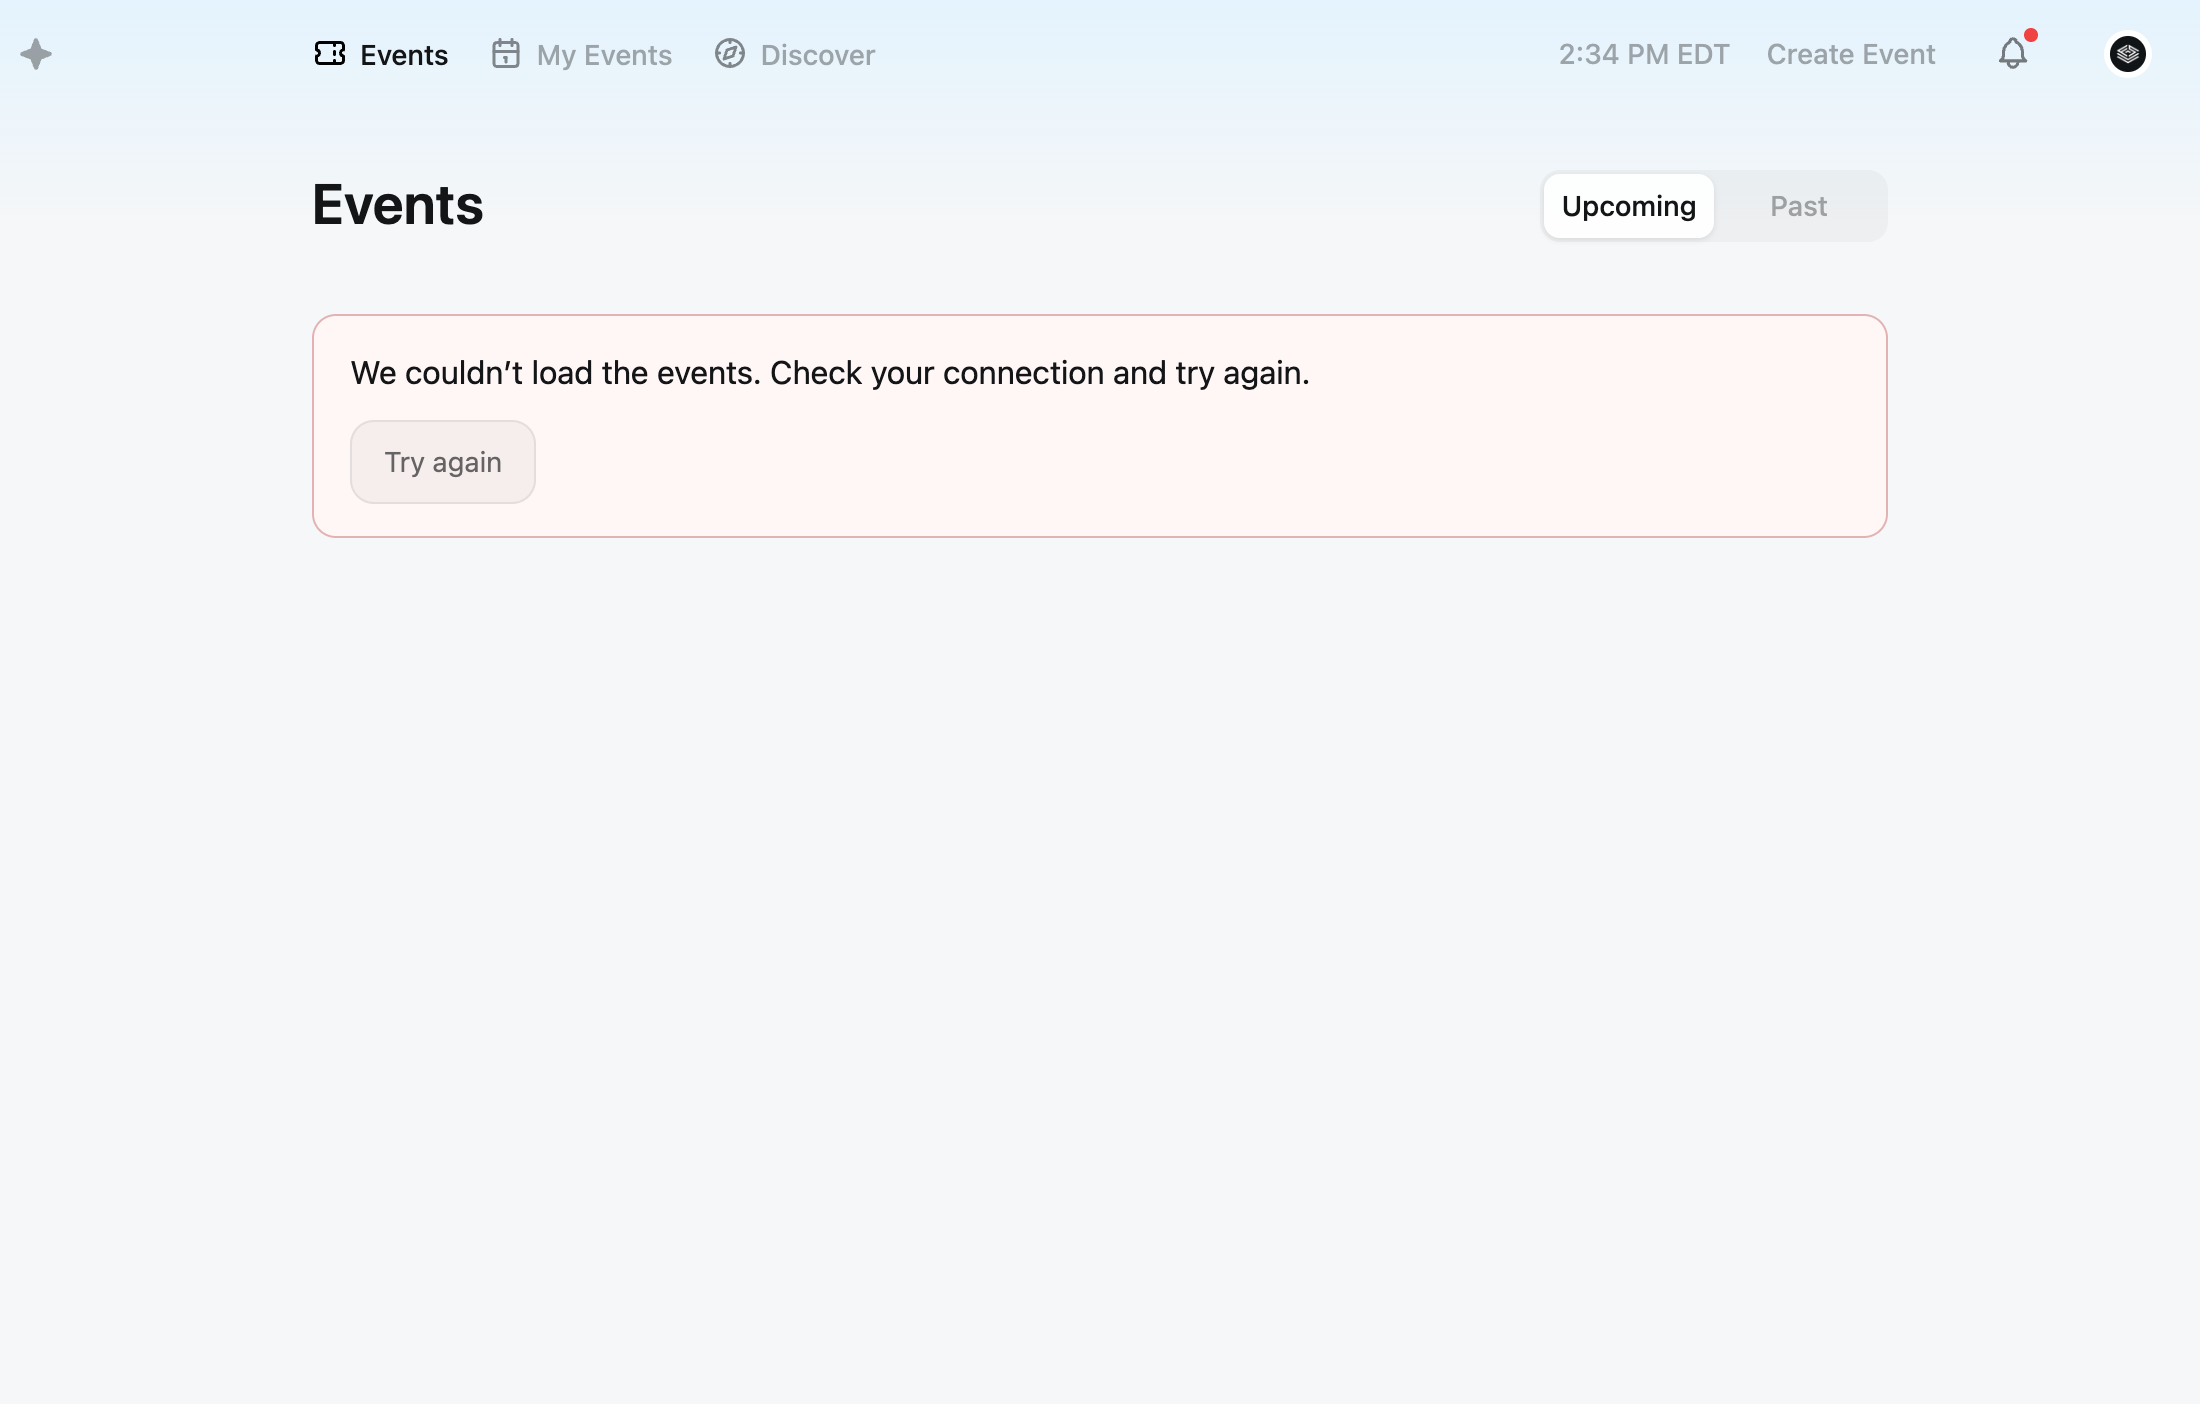 Events
My Events
Discover
2:34 PM EDT
Create Event
Events
Upcoming
Past
We couldn’t load the events. Check your connection and try again.
Try again